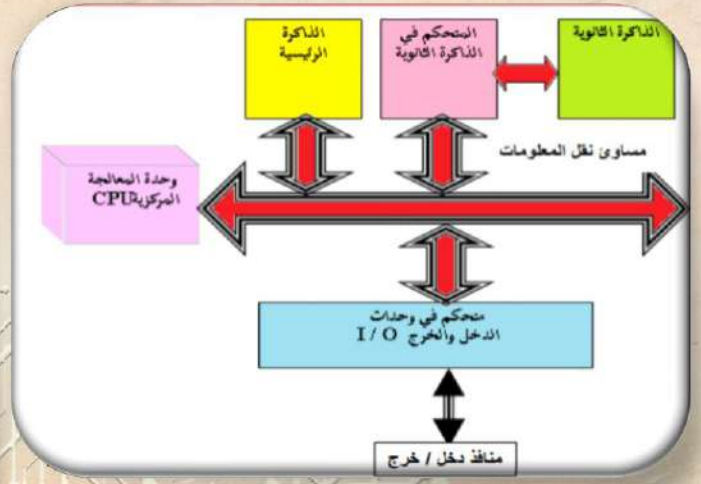 الذاكرة الثانوية
المتحكم في
الذاكرة الثانوية
الذاكرة
الرئيسية
مساوئ نقل المعلومات
وحدة المعالجة
المركزية CPU
متحكم في وحدات
الدخل والخرج I / O
منافذ دخل / خرج